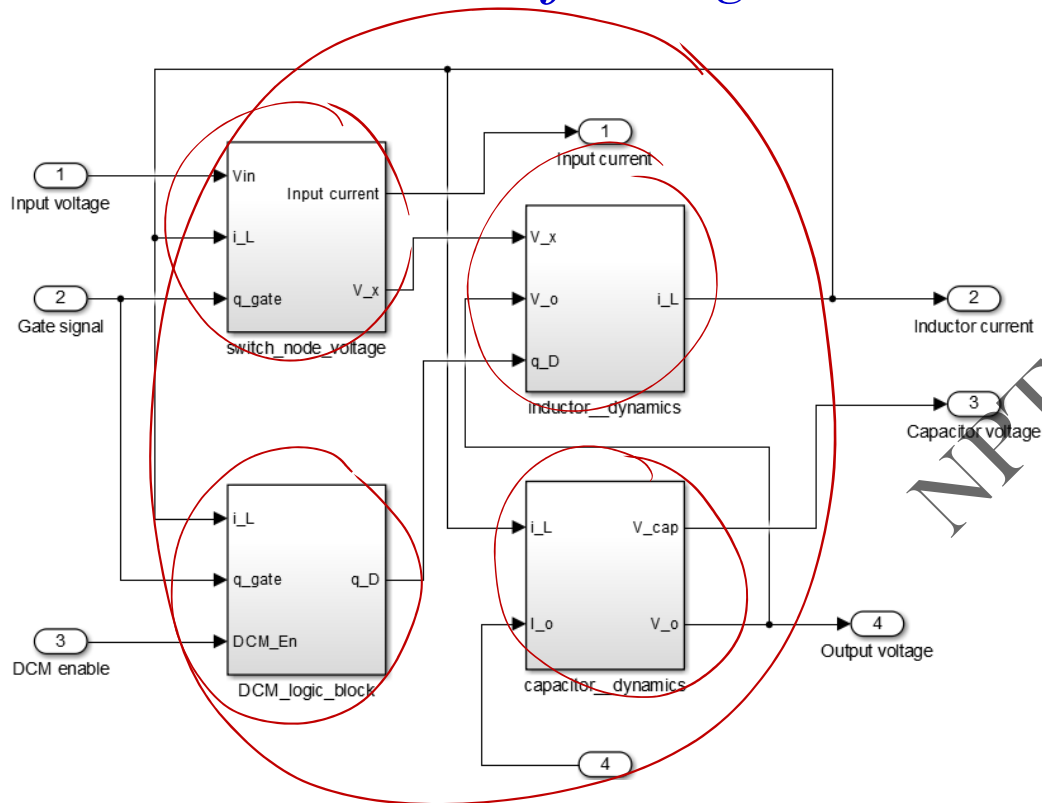 1
Input voltage
Vin
i_L
q_gate
Input current
V_x
switch_node_voltage
2
Gate signal
1
Input current
V_x
V_o
q_D
i_L
inductor__dynamics
2
Inductor current
3
Capacitor voltage
i_L
q_gate
DCM_En
q_D
DCM_logic_block
3
DCM enable
i_L
I_o
V_cap
V_o
capacitor__dynamics
4
Output voltage
4